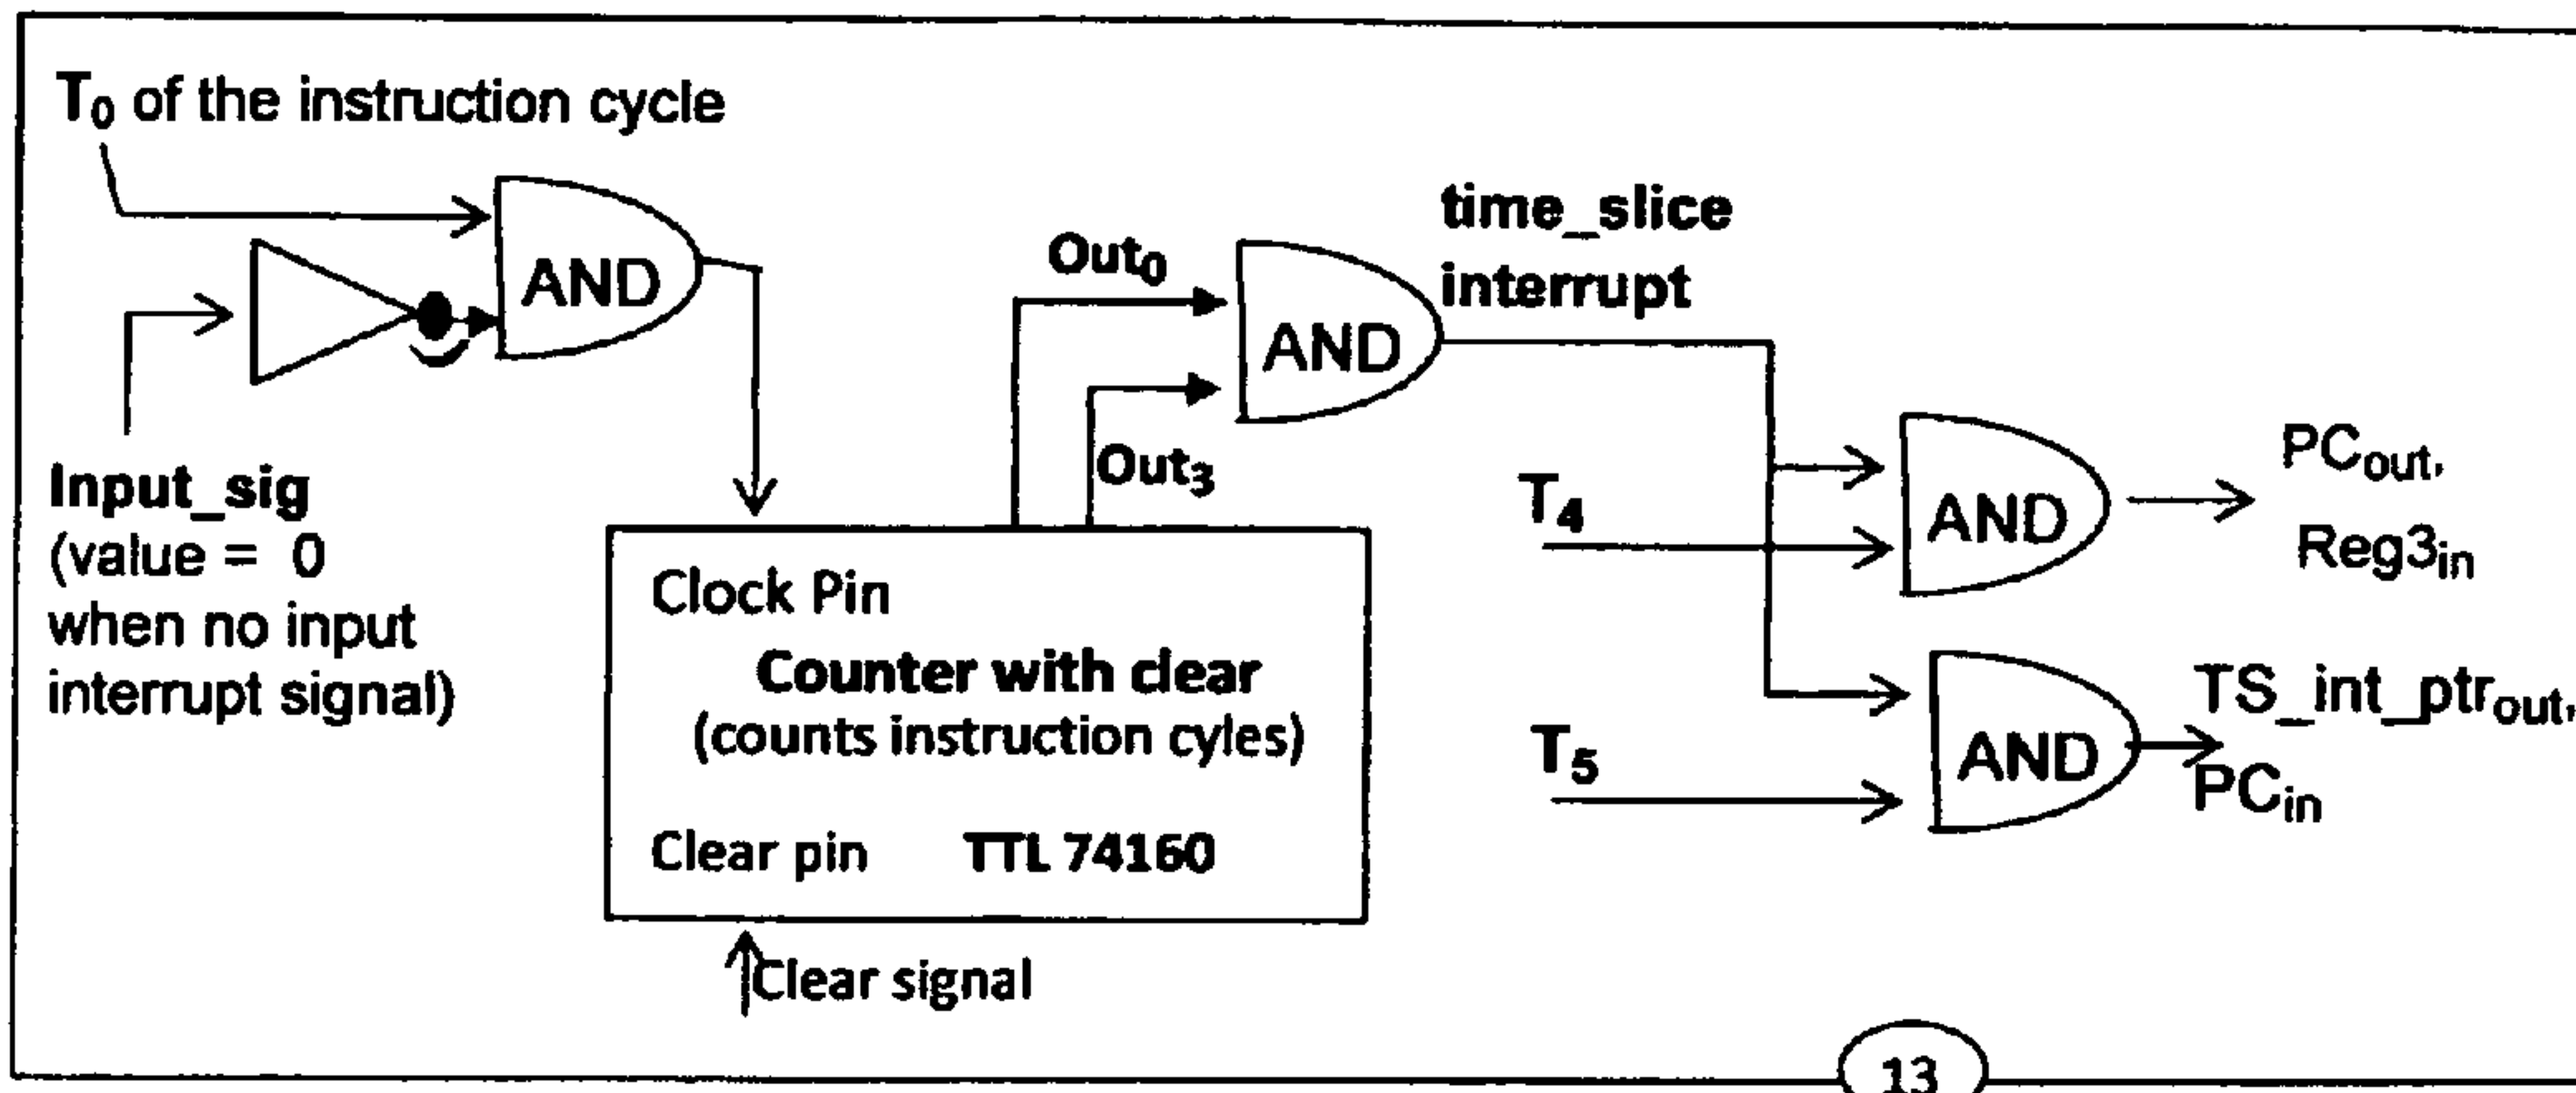 T₀ of the instruction cycle
AND
Input_sig
(value = 0
when no input
interrupt signal)
Out₀
Out₃
AND
time_slice
interrupt
Clock Pin
Counter with clear
(counts instruction cyles)
Clear pin TTL 74160
Clear signal
T₄
AND
PCout,
Reg3in
T₅
AND
TS_int_ptrout,
PCin
13